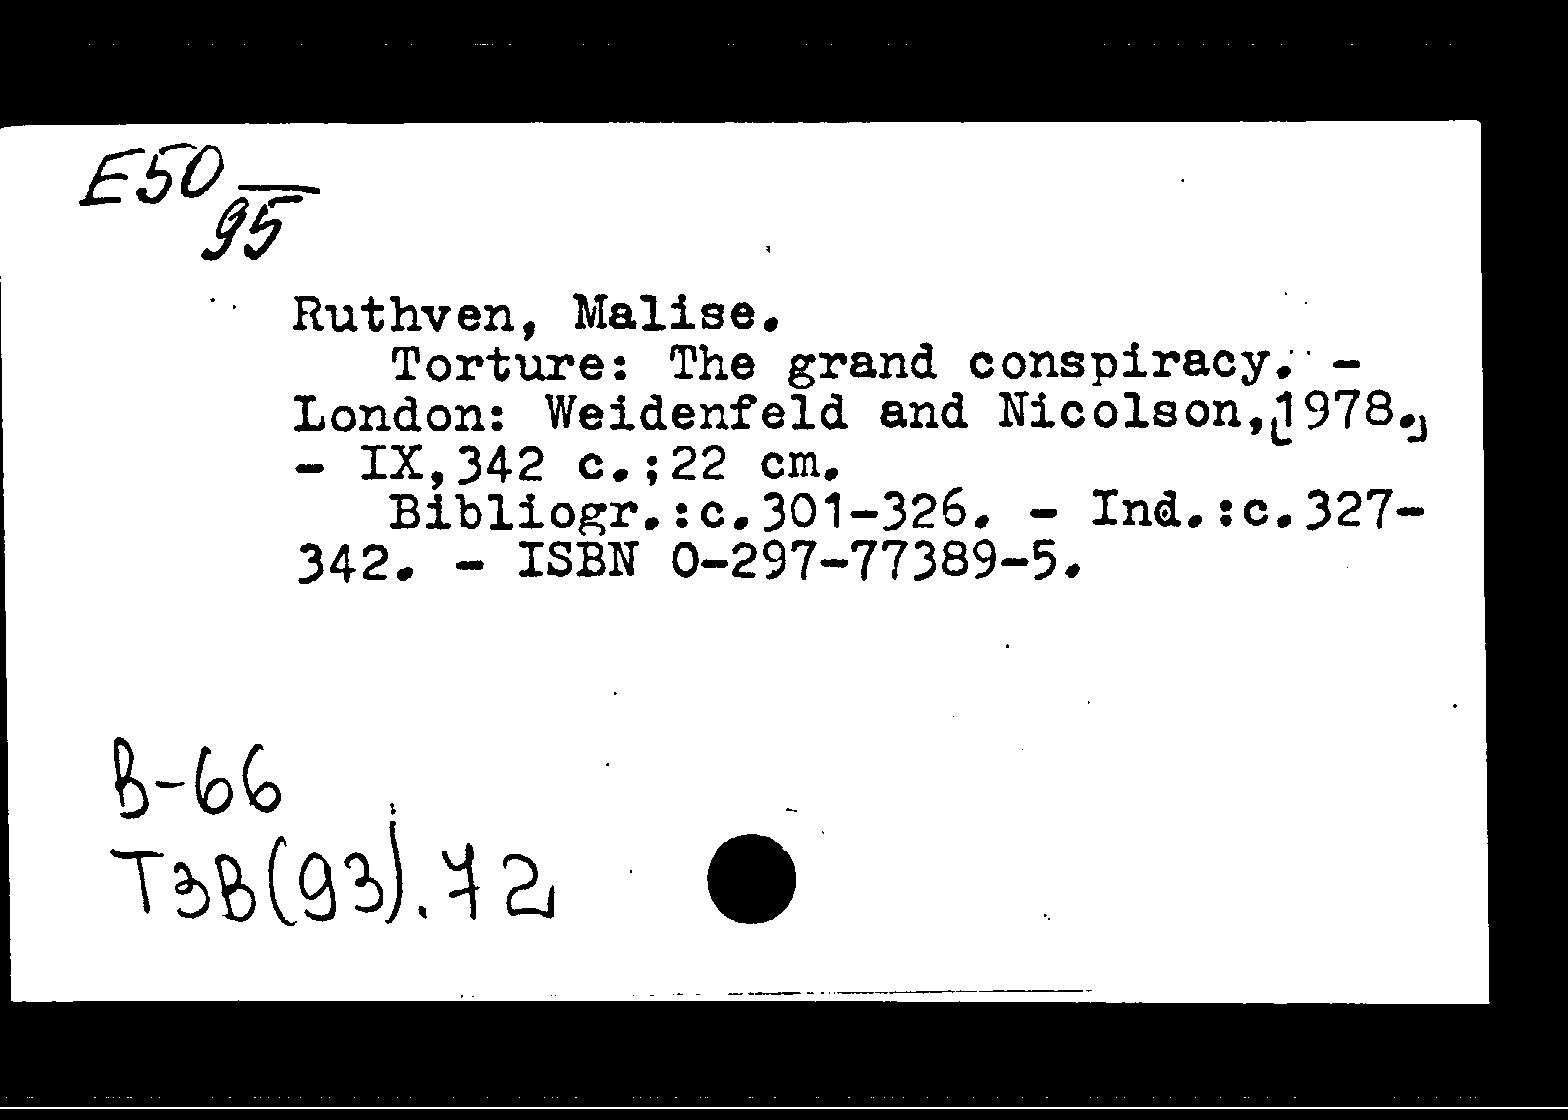 E50
95
Ruthven, Malise.
Torture: The grand conspiracy. -
London: Weidenfeld and Nicolson,[1978.]
- IX,342 c.;22 cm.
Bibliogr.:c.301-326. - Ind.:c.327-
342. - ISBN 0-297-77389-5.
В-66
Т3В(93).72